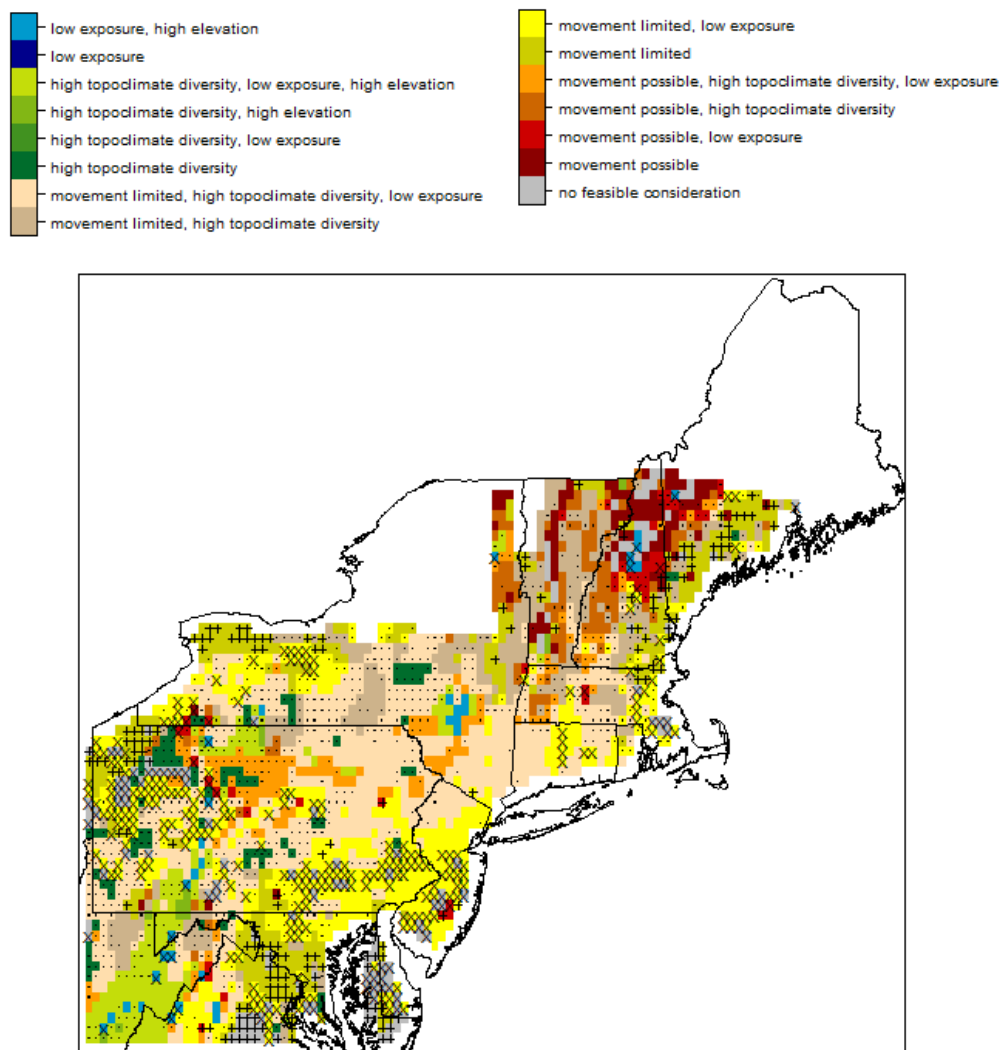 low exposure, high elevation
low exposure
high topoclimate diversity, low exposure, high elevation
high topoclimate diversity, high elevation
high topoclimate diversity, low exposure
high topoclimate diversity
movement limited, high topoclimate diversity, low exposure
movement limited, high topoclimate diversity
movement limited, low exposure
movement limited
movement possible, high topoclimate diversity, low exposure
movement possible, high topoclimate diversity
movement possible, low exposure
movement possible
no feasible consideration